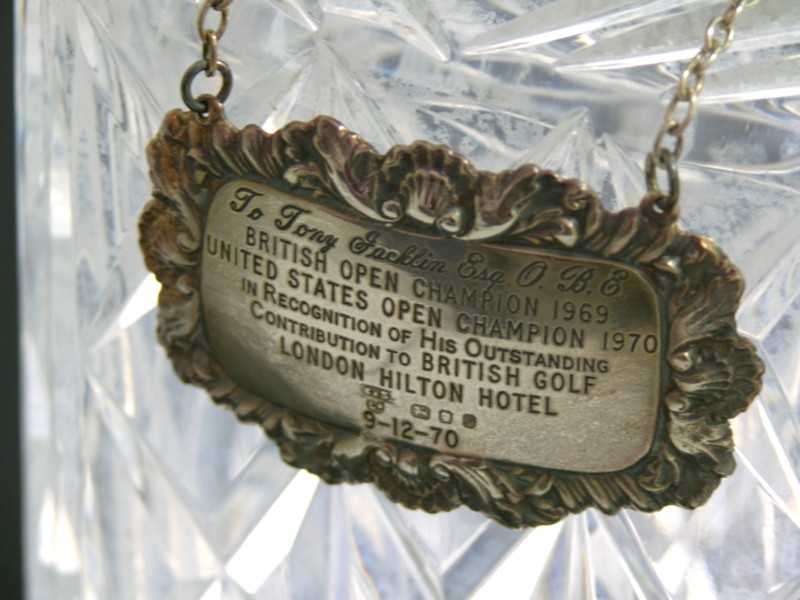 To Tony Jacklin Esq. O. B. E
BRITISH OPEN CHAMPION 1969
UNITED STATES OPEN CHAMPION 1970
IN RECOGNITION OF HIS OUTSTANDING
CONTRIBUTION TO BRITISH GOLF
LONDON HILTON HOTEL
9-12-70